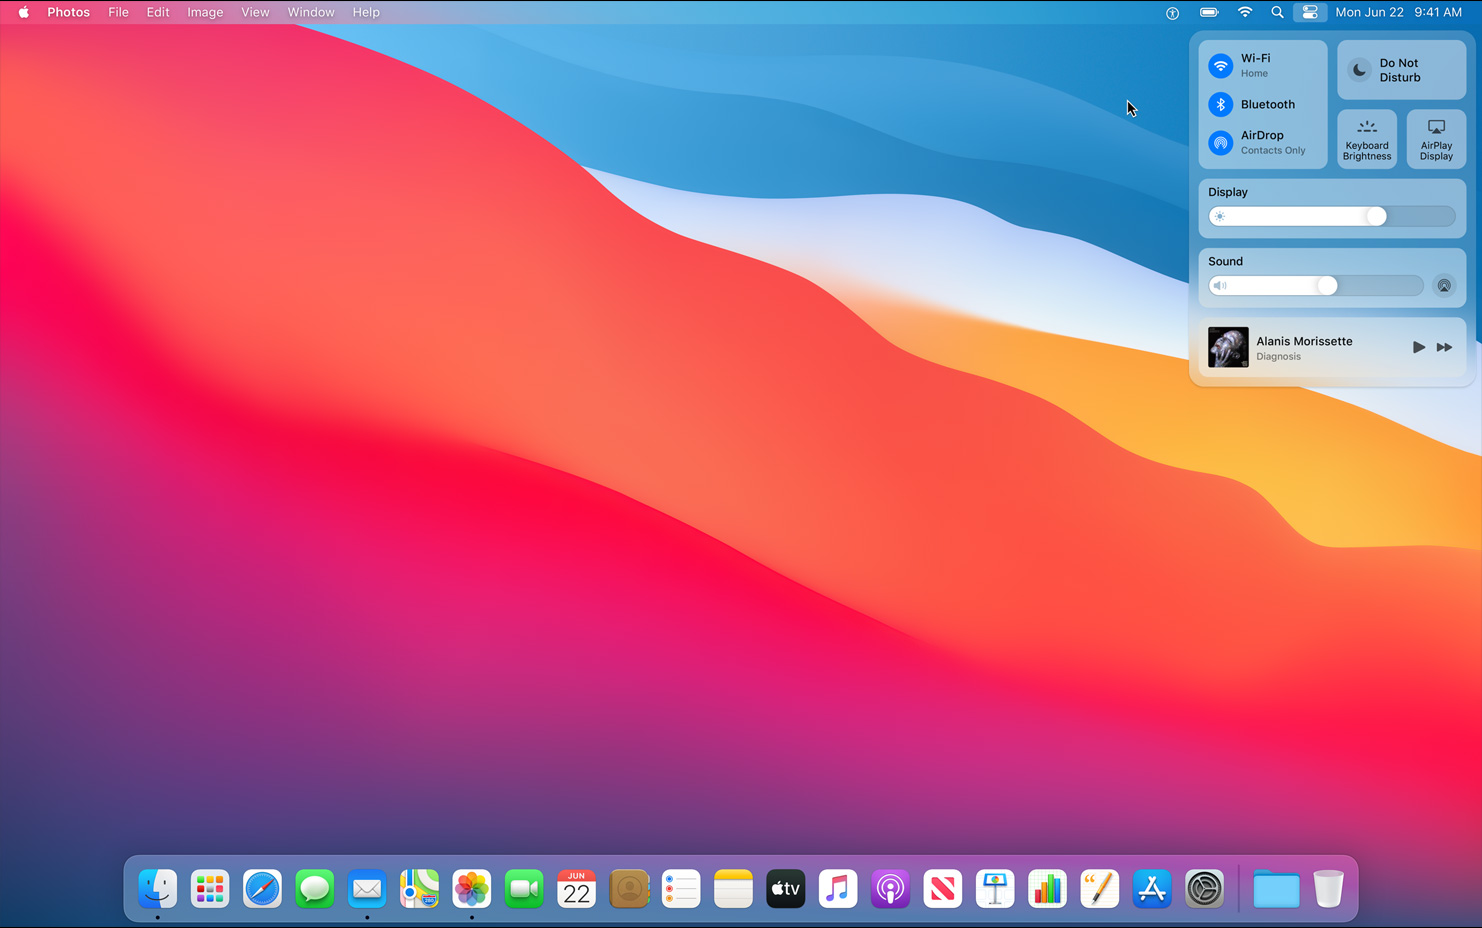 Photos File Edit Image View Window Help
Mon Jun 22 9:41 AM
Wi-Fi
Home
Bluetooth
AirDrop
Contacts Only
Do Not
Disturb
Keyboard
Brightness
AirPlay
Display
Display
Sound
Alanis Morissette
Diagnosis
JUN
22
280
tv